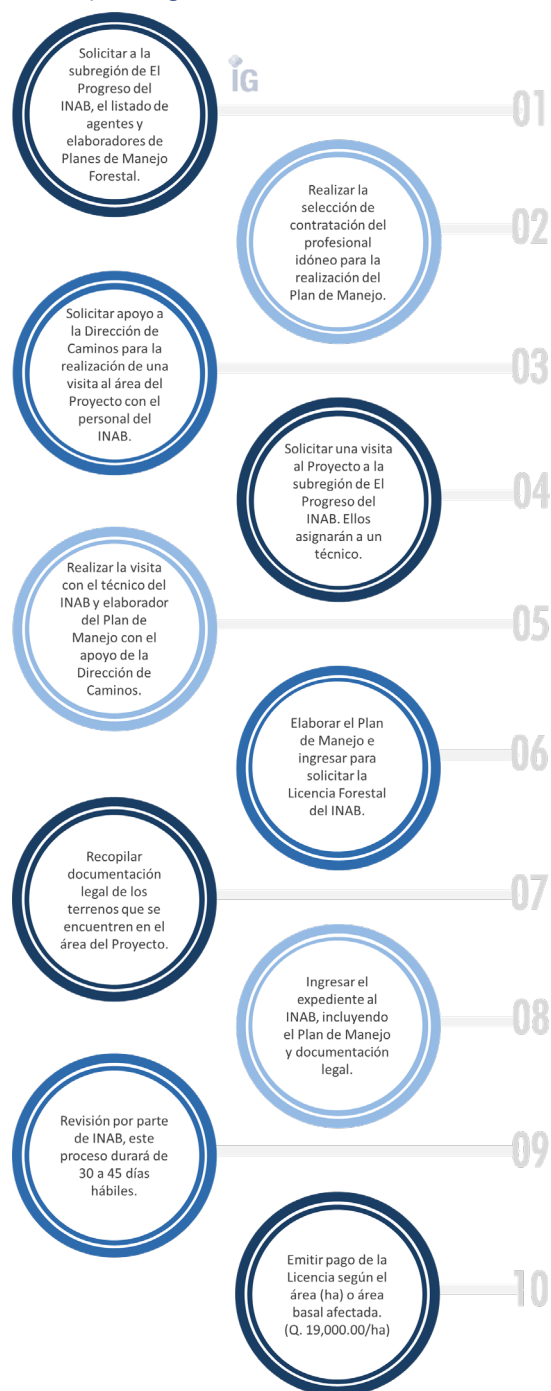 Solicitar a la
subregión de El
Progreso del
INAB, el listado de
agentes y
elaboradores de
Planes de Manejo
Forestal.
IG
01
Realizar la
selección de
contratación del
profesional
idóneo para la
realización del
Plan de Manejo.
02
Solicitar apoyo a
la Dirección de
Caminos para la
realización de una
visita al área del
Proyecto con el
personal del
INAB.
03
Solicitar una visita
al Proyecto a la
subregión de El
Progreso del
INAB. Ellos
asignarán a un
técnico.
04
Realizar la visita
con el técnico del
INAB y elaborador
del Plan de
Manejo con el
apoyo de la
Dirección de
Caminos.
05
Elaborar el Plan
de Manejo e
ingresar para
solicitar la
Licencia Forestal
del INAB.
06
Recopilar
documentación
legal de los
terrenos que se
encuentren en el
área del Proyecto.
07
Ingresar el
expediente al
INAB, incluyendo
el Plan de Manejo
y documentación
legal.
08
Revisión por parte
de INAB, este
proceso durará de
30 a 45 días
hábiles.
09
Emitir pago de la
Licencia según el
área (ha) o área
basal afectada.
(Q. 19,000.00/ha)
10